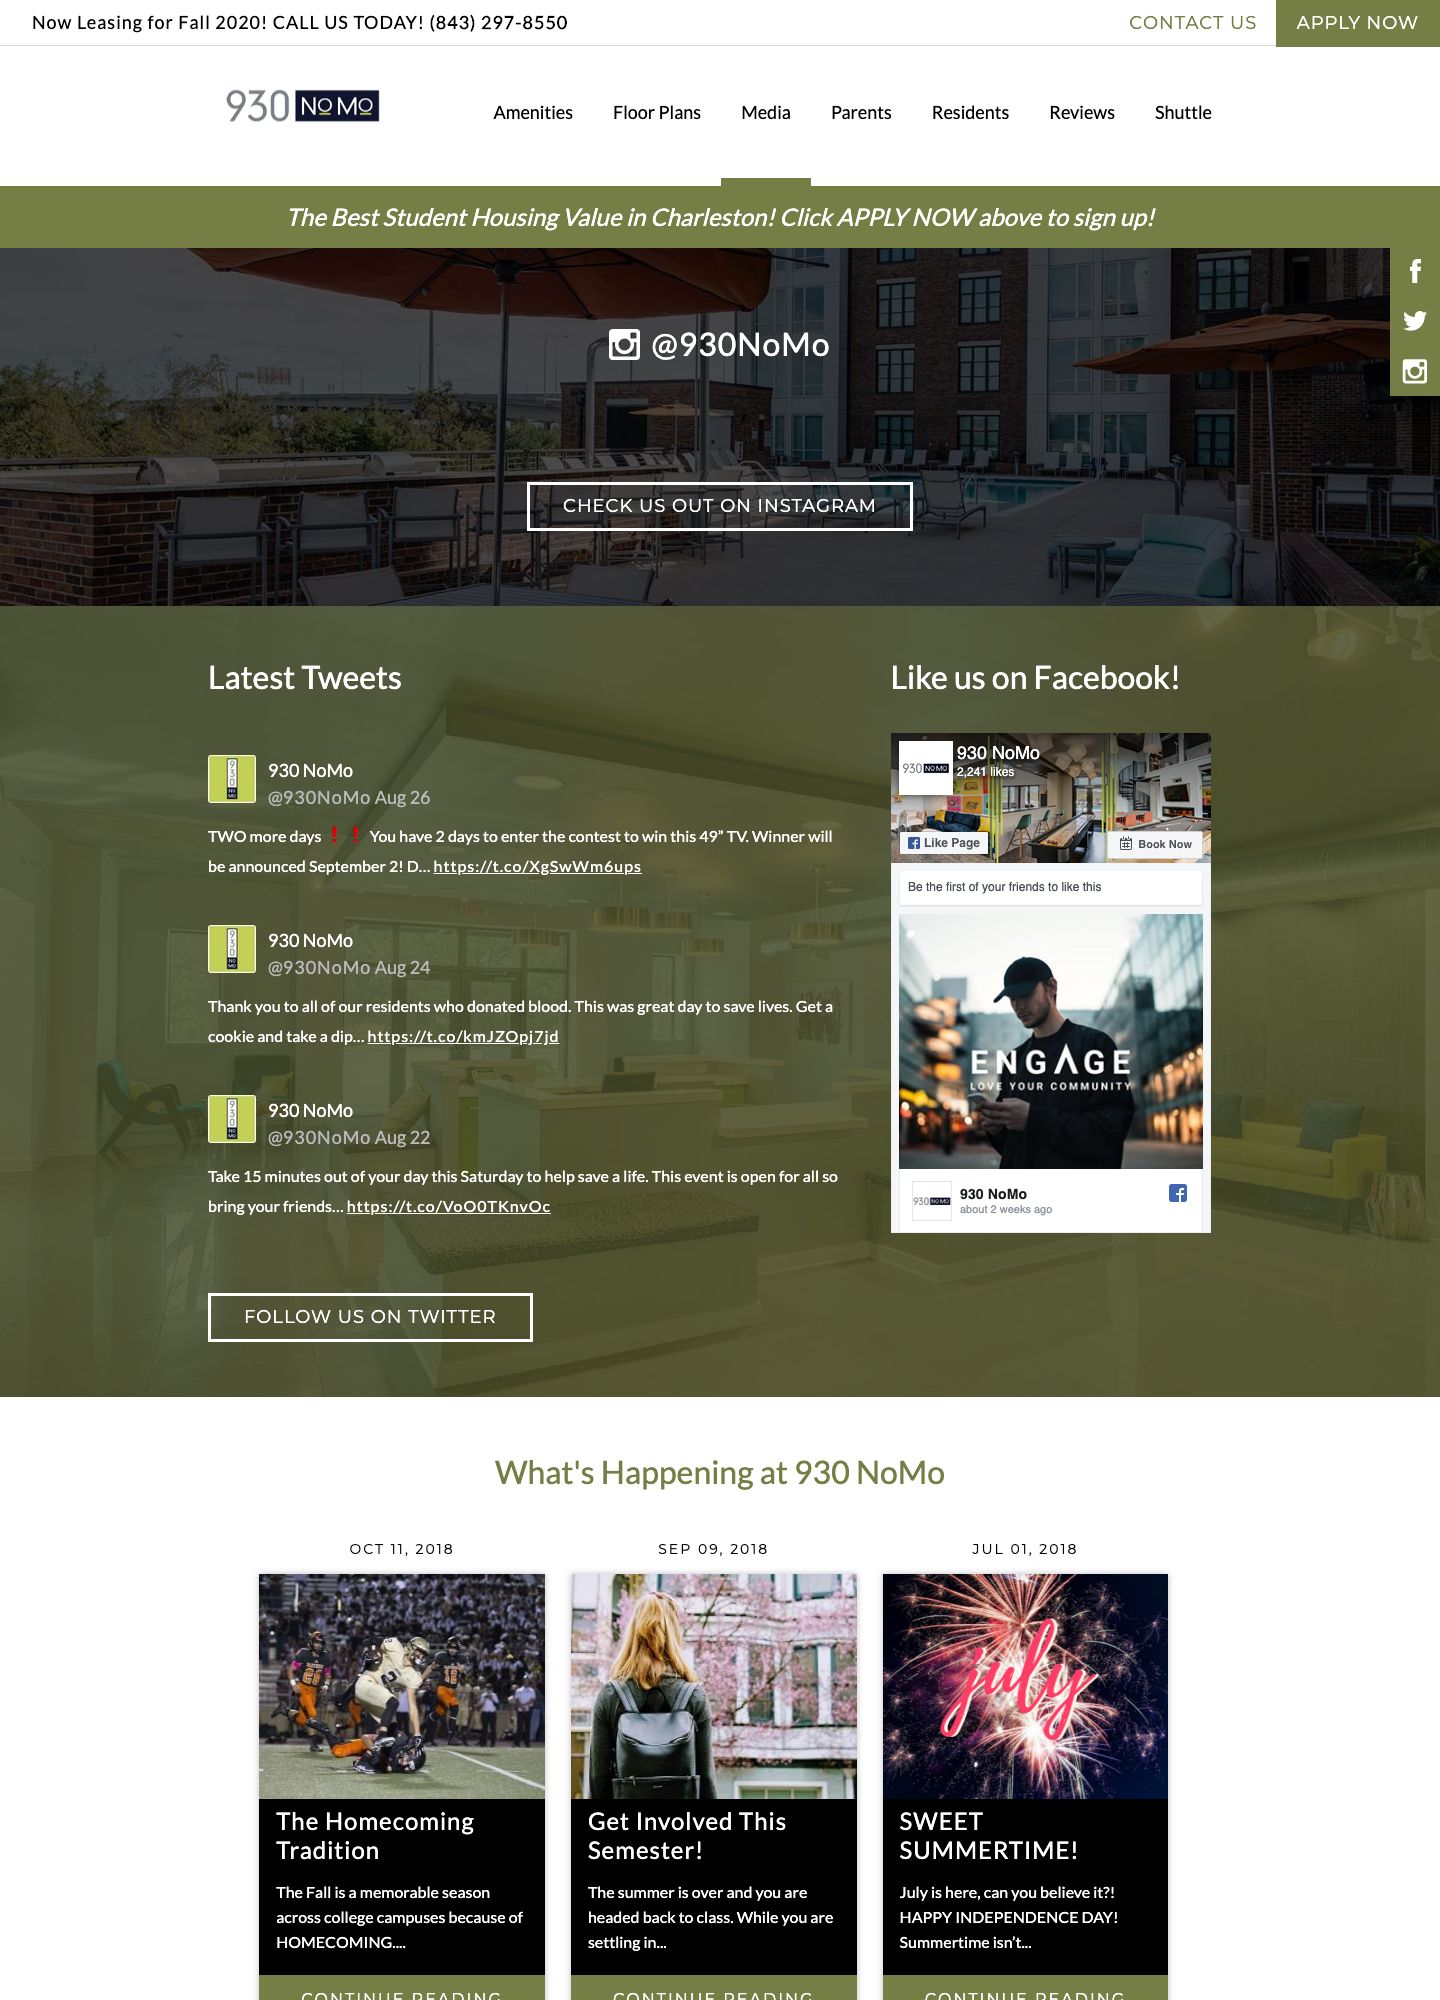 Now Leasing for Fall 2020! CALL US TODAY! (843) 297-8550
CONTACT US
APPLY NOW
930 NOMO
Amenities
Floor Plans
Media
Parents
Residents
Reviews
Shuttle
The Best Student Housing Value in Charleston! Click APPLY NOW above to sign up!
@930NoMo
CHECK US OUT ON INSTAGRAM
Latest Tweets
930 NoMo
@930NoMo Aug 26
TWO more days❗❗ You have 2 days to enter the contest to win this 49” TV. Winner will
be announced September 2! D… https://t.co/XgSwWm6ups
930 NoMo
@930NoMo Aug 24
Thank you to all of our residents who donated blood. This was great day to save lives. Get a
cookie and take a dip… https://t.co/kmJZOpj7jd
930 NoMo
@930NoMo Aug 22
Take 15 minutes out of your day this Saturday to help save a life. This event is open for all so
bring your friends… https://t.co/VoO0TKnvOc
FOLLOW US ON TWITTER
Like us on Facebook!
930 NOMO
930 NoMo
2,241 likes
Like Page
Book Now
Be the first of your friends to like this
ENGAGE
LOVE YOUR COMMUNITY
930 NOMO
930 NoMo
about 2 weeks ago
What's Happening at 930 NoMo
OCT 11, 2018
The Homecoming
Tradition
The Fall is a memorable season
across college campuses because of
HOMECOMING....
CONTINUE READING
SEP 09, 2018
Get Involved This
Semester!
The summer is over and you are
headed back to class. While you are
settling in...
CONTINUE READING
JUL 01, 2018
july
SWEET
SUMMERTIME!
July is here, can you believe it?!
HAPPY INDEPENDENCE DAY!
Summertime isn’t...
CONTINUE READING